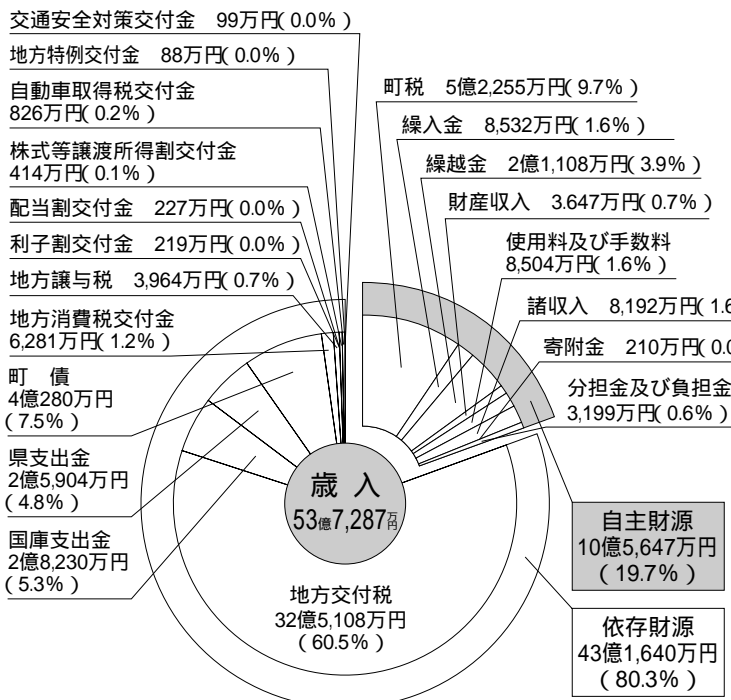 交通安全対策交付金 99万円(0.0%)
地方特例交付金 88万円(0.0%)
自動車取得税交付金
826万円(0.2%)
株式等譲渡所得割交付金
414万円(0.1%)
配当割交付金 227万円(0.0%)
利子割交付金 219万円(0.0%)
地方譲与税 3,964万円(0.7%)
地方消費税交付金
6,281万円(1.2%)
町 債
4億280万円
(7.5%)
県支出金
2億5,904万円
(4.8%)
国庫支出金
2億8,230万円
(5.3%)
町税 5億2,255万円(9.7%)
繰入金 8,532万円(1.6%)
繰越金 2億1,108万円(3.9%)
財産収入 3.647万円(0.7%)
使用料及び手数料
8,504万円(1.6%)
諸収入 8,192万円(1.6
寄附金 210万円(0.0
分担金及び負担金
3,199万円(0.6%)
歳 入
53億7,287万円
地方交付税
32億5,108万円
(60.5%)
自主財源
10億5,647万円
(19.7%)
依存財源
43億1,640万円
(80.3%)